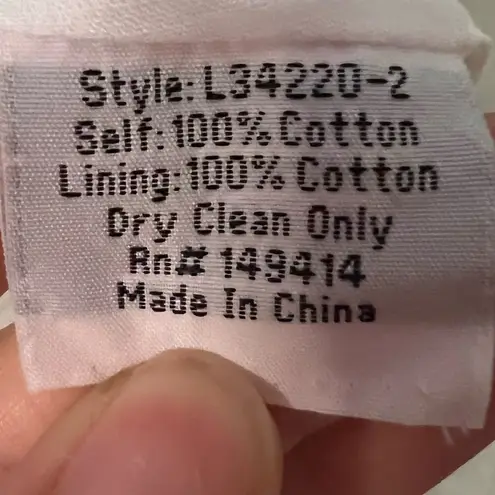 Style: L34220-2
Self: 100% Cotton
Lining: 100% Cotton
Dry Clean Only
Rn# 149414
Made In China